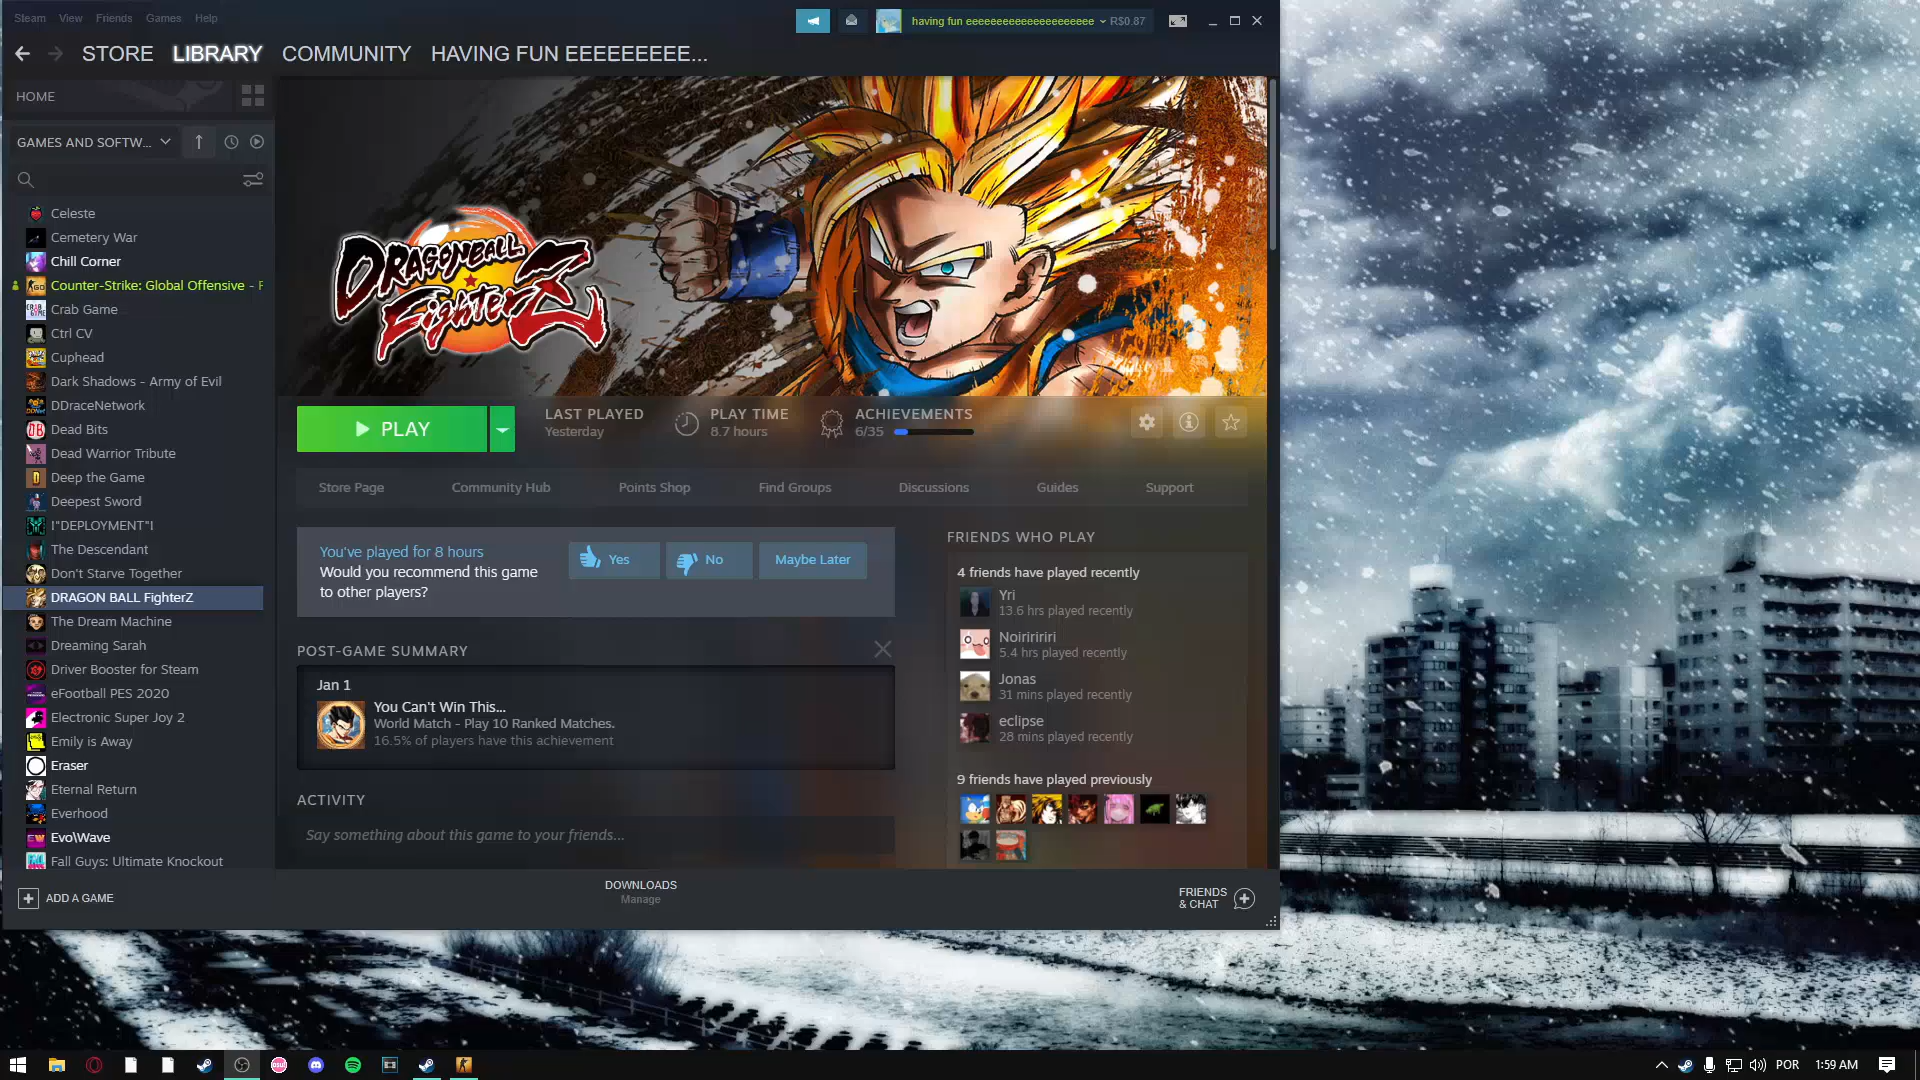 Steam View Friends Games Help
having fun eeeeeeeeeeeeeeeeeeeee R$0.87
STORE LIBRARY COMMUNITY HAVING FUN EEEEEEEEE...
HOME
GAMES AND SOFTW...
Celeste
Cemetery War
Chill Corner
Counter-Strike: Global Offensive -
Crab Game
Ctrl CV
Cuphead
Dark Shadows - Army of Evil
DDraceNetwork
Dead Bits
Dead Warrior Tribute
Deep the Game
Deepest Sword
|"DEPLOYMENT"|
The Descendant
Don't Starve Together
DRAGON BALL FighterZ
The Dream Machine
Dreaming Sarah
Driver Booster for Steam
eFootball PES 2020
Electronic Super Joy 2
Emily is Away
Eraser
Eternal Return
Everhood
Evo\Wave
Fall Guys: Ultimate Knockout
ADD A GAME
DRAGONBALL
FighterZ
PLAY
LAST PLAYED
Yesterday
PLAY TIME
8.7 hours
ACHIEVEMENTS
6/35
Store Page Community Hub Points Shop Find Groups Discussions Guides Support
You've played for 8 hours
Would you recommend this game
to other players?
Yes
No
Maybe Later
POST-GAME SUMMARY
Jan 1
You Can't Win This...
World Match - Play 10 Ranked Matches.
16.5% of players have this achievement
ACTIVITY
Say something about this game to your friends...
FRIENDS WHO PLAY
4 friends have played recently
Yri
13.6 hrs played recently
Noiriririri
5.4 hrs played recently
Jonas
31 mins played recently
eclipse
28 mins played recently
9 friends have played previously
DOWNLOADS
Manage
FRIENDS
& CHAT
POR 1:59 AM